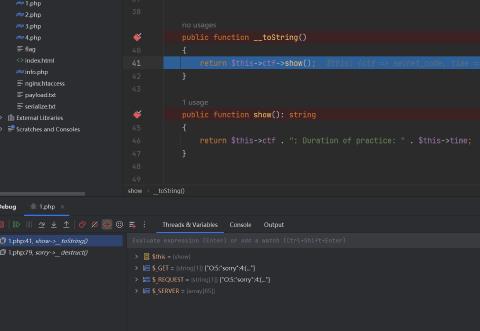 1.php
2.php
3.php
4.php
flag
index.html
info.php
nginx.htaccess
payload.txt
serialize.txt
External Libraries
Scratches and Consoles
38
39
no usages
public function __toString()
40
{
41
return $this->ctf->show();
42
}
43
1 usage
public function show(): string
45
{
46
return $this->ctf . ": Duration of practice: " . $this->time;
47
}
48
49
show
__toString()
Debug
1.php
Threads & Variables
Console
Output
1.php:41, show->__toString()
1.php:79, sorry->__destruct()
Evaluate expression (Enter) or add a watch (Ctrl+Shift+Enter)
$this = {show}
$_GET = {string[1]} ["O:5:"sorry":4:{..."]
$_REQUEST = {string[1]} ["O:5:"sorry":4:{..."]
$_SERVER = {array[85]}